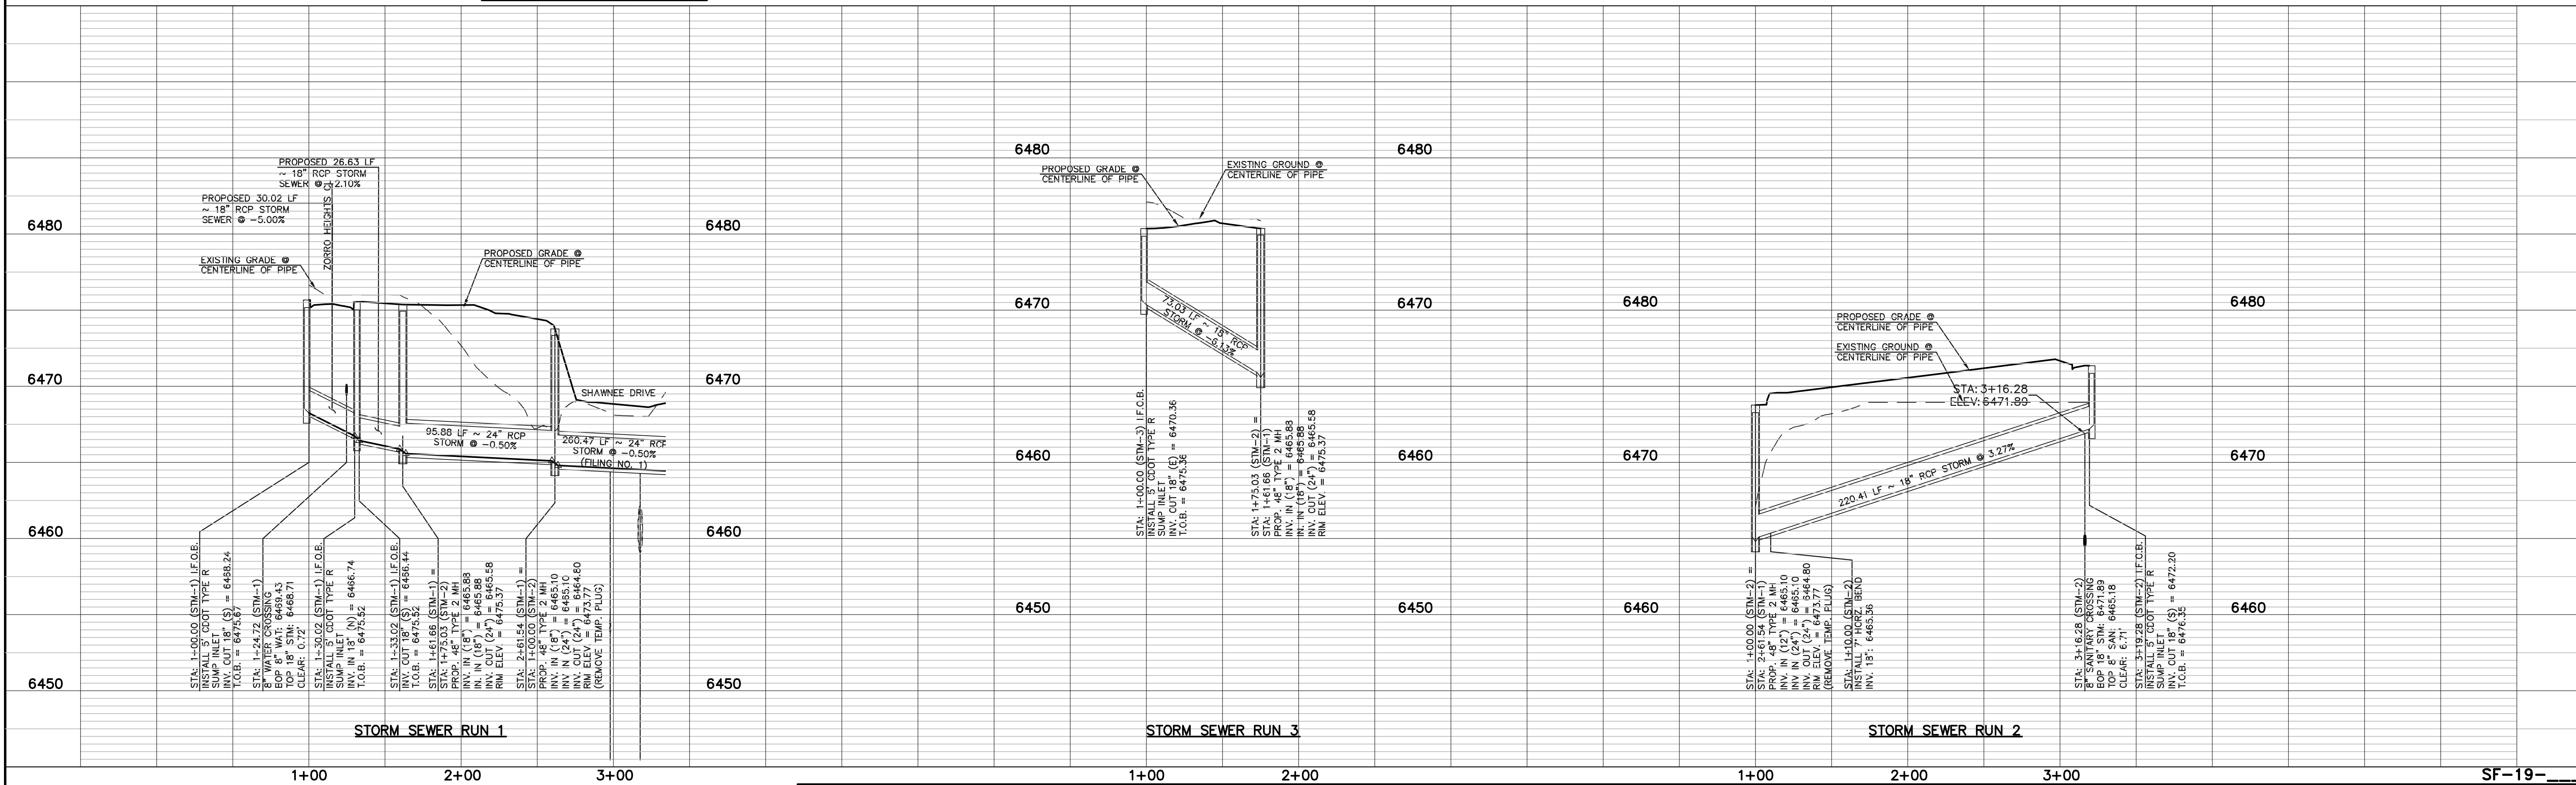 PROPOSED 26.63 LF
~ 18" RCP STORM
SEWER @ -2.10%
PROPOSED 30.02 LF
~ 18" RCP STORM
SEWER @ -5.00%
ZORRO HEIGHTS
EXISTING GRADE @
CENTERLINE OF PIPE
PROPOSED GRADE @
CENTERLINE OF PIPE
6480
6480
6470
6470
6460
6460
6450
6450
SHAWNEE DRIVE
95.88 LF ~ 24" RCP
STORM @ -0.50%
260.47 LF ~ 24" RCP
STORM @ -0.50%
(FILING NO. 1)
STA: 1+00.00 (STM-1) I.F.O.B.
INSTALL 5' CDOT TYPE R
SUMP INLET
INV. OUT 18" (S) = 6468.24
T.O.B. = 6475.67
STA: 1+24.72 (STM-1)
8" WATER CROSSING
BOP 8" WAT: 6469.43
TOP 18" STM: 6468.71
CLEAR: 0.72'
STA: 1+30.02 (STM-1) I.F.O.B.
INSTALL 5' CDOT TYPE R
SUMP INLET
INV. IN 18" (N) = 6466.74
T.O.B. = 6475.52
STA: 1+33.02 (STM-1) I.F.O.B.
INV. OUT 18" (S) = 6466.44
T.O.B. = 6475.52
STA: 1+61.66 (STM-1) =
STA: 1+75.03 (STM-2)
PROP. 48" TYPE 2 MH
INV. IN (18") = 6465.88
IN. IN (18") = 6465.88
INV. OUT (24") = 6465.58
RIM ELEV. = 6475.37
STA: 2+61.54 (STM-1) =
STA: 1+00.00 (STM-2)
PROP. 48" TYPE 2 MH
INV. IN (18") = 6465.10
INV IN (24") = 6465.10
INV. OUT (24") = 6464.80
RIM ELEV. = 6473.77
(REMOVE TEMP. PLUG)
STORM SEWER RUN 1
1+00
2+00
3+00
6480
6480
PROPOSED GRADE @
CENTERLINE OF PIPE
EXISTING GROUND @
CENTERLINE OF PIPE
6470
6470
73.03 LF ~ 18" RCP
STORM @ -6.13%
6460
6460
6450
6450
STA: 1+00.00 (STM-3) I.F.O.B.
INSTALL 5' CDOT TYPE R
SUMP INLET
INV. OUT 18" (E) = 6470.36
T.O.B. = 6475.36
STA: 1+75.03 (STM-2) =
STA: 1+61.66 (STM-1)
PROP. 48" TYPE 2 MH
INV. IN (18") = 6465.88
IN. IN (18") = 6465.88
INV. OUT (24") = 6465.58
RIM ELEV. = 6475.37
STORM SEWER RUN 3
1+00
2+00
6480
6480
PROPOSED GRADE @
CENTERLINE OF PIPE
EXISTING GROUND @
CENTERLINE OF PIPE
STA: 3+16.28
ELEV: 6471.89
6470
6470
220.41 LF ~ 18" RCP STORM @ 3.27%
6460
6460
STA: 1+00.00 (STM-2) =
STA: 2+61.54 (STM-1)
PROP. 48" TYPE 2 MH
INV. IN (12") = 6465.10
INV IN (24") = 6465.10
INV. OUT (24") = 6464.80
RIM ELEV. = 6473.77
(REMOVE TEMP. PLUG)
STA: 1+10.00 (STM-2)
INSTALL 7° HORZ. BEND
INV. 18": 6465.36
STA: 3+16.28 (STM-2)
8" SANITARY CROSSING
BOP 18" STM: 6471.89
TOP 8" SAN: 6465.18
CLEAR: 6.71'
STA: 3+19.28 (STM-2) I.F.O.B.
INSTALL 5' CDOT TYPE R
SUMP INLET
INV. OUT 18" (S) = 6472.20
T.O.B. = 6476.35
STORM SEWER RUN 2
1+00
2+00
3+00
SF-19-___